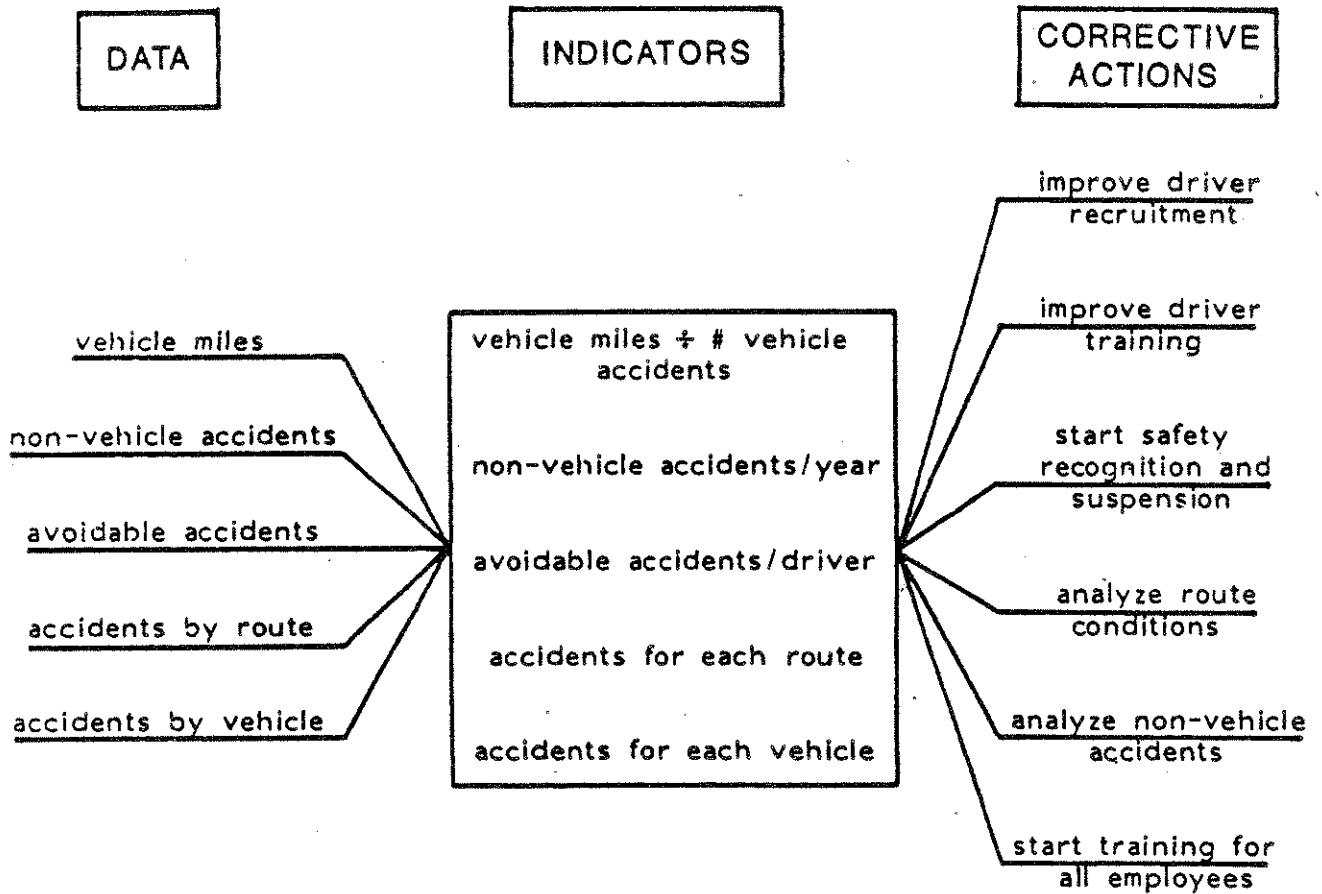 DATA
INDICATORS
CORRECTIVE
ACTIONS
vehicle miles
non-vehicle accidents
avoidable accidents
accidents by route
accidents by vehicle
vehicle miles ÷ # vehicle
accidents
non-vehicle accidents/year
avoidable accidents/driver
accidents for each route
accidents for each vehicle
improve driver
recruitment
improve driver
training
start safety
recognition and
suspension
analyze route
conditions
analyze non-vehicle
accidents
start training for
all employees